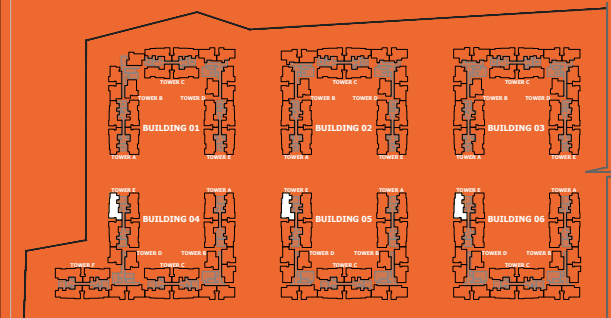 TOWER C
TOWER C
TOWER C
TOWER B TOWER D
TOWER B TOWER D
TOWER B TOWER D
BUILDING 01
BUILDING 02
BUILDING 03
TOWER A TOWER E
TOWER A TOWER E
TOWER A TOWER E
TOWER E TOWER A
TOWER E TOWER A
TOWER E TOWER A
BUILDING 04
BUILDING 05
BUILDING 06
TOWER D TOWER B
TOWER D TOWER B
TOWER D TOWER B
TOWER F TOWER C
TOWER C
TOWER C